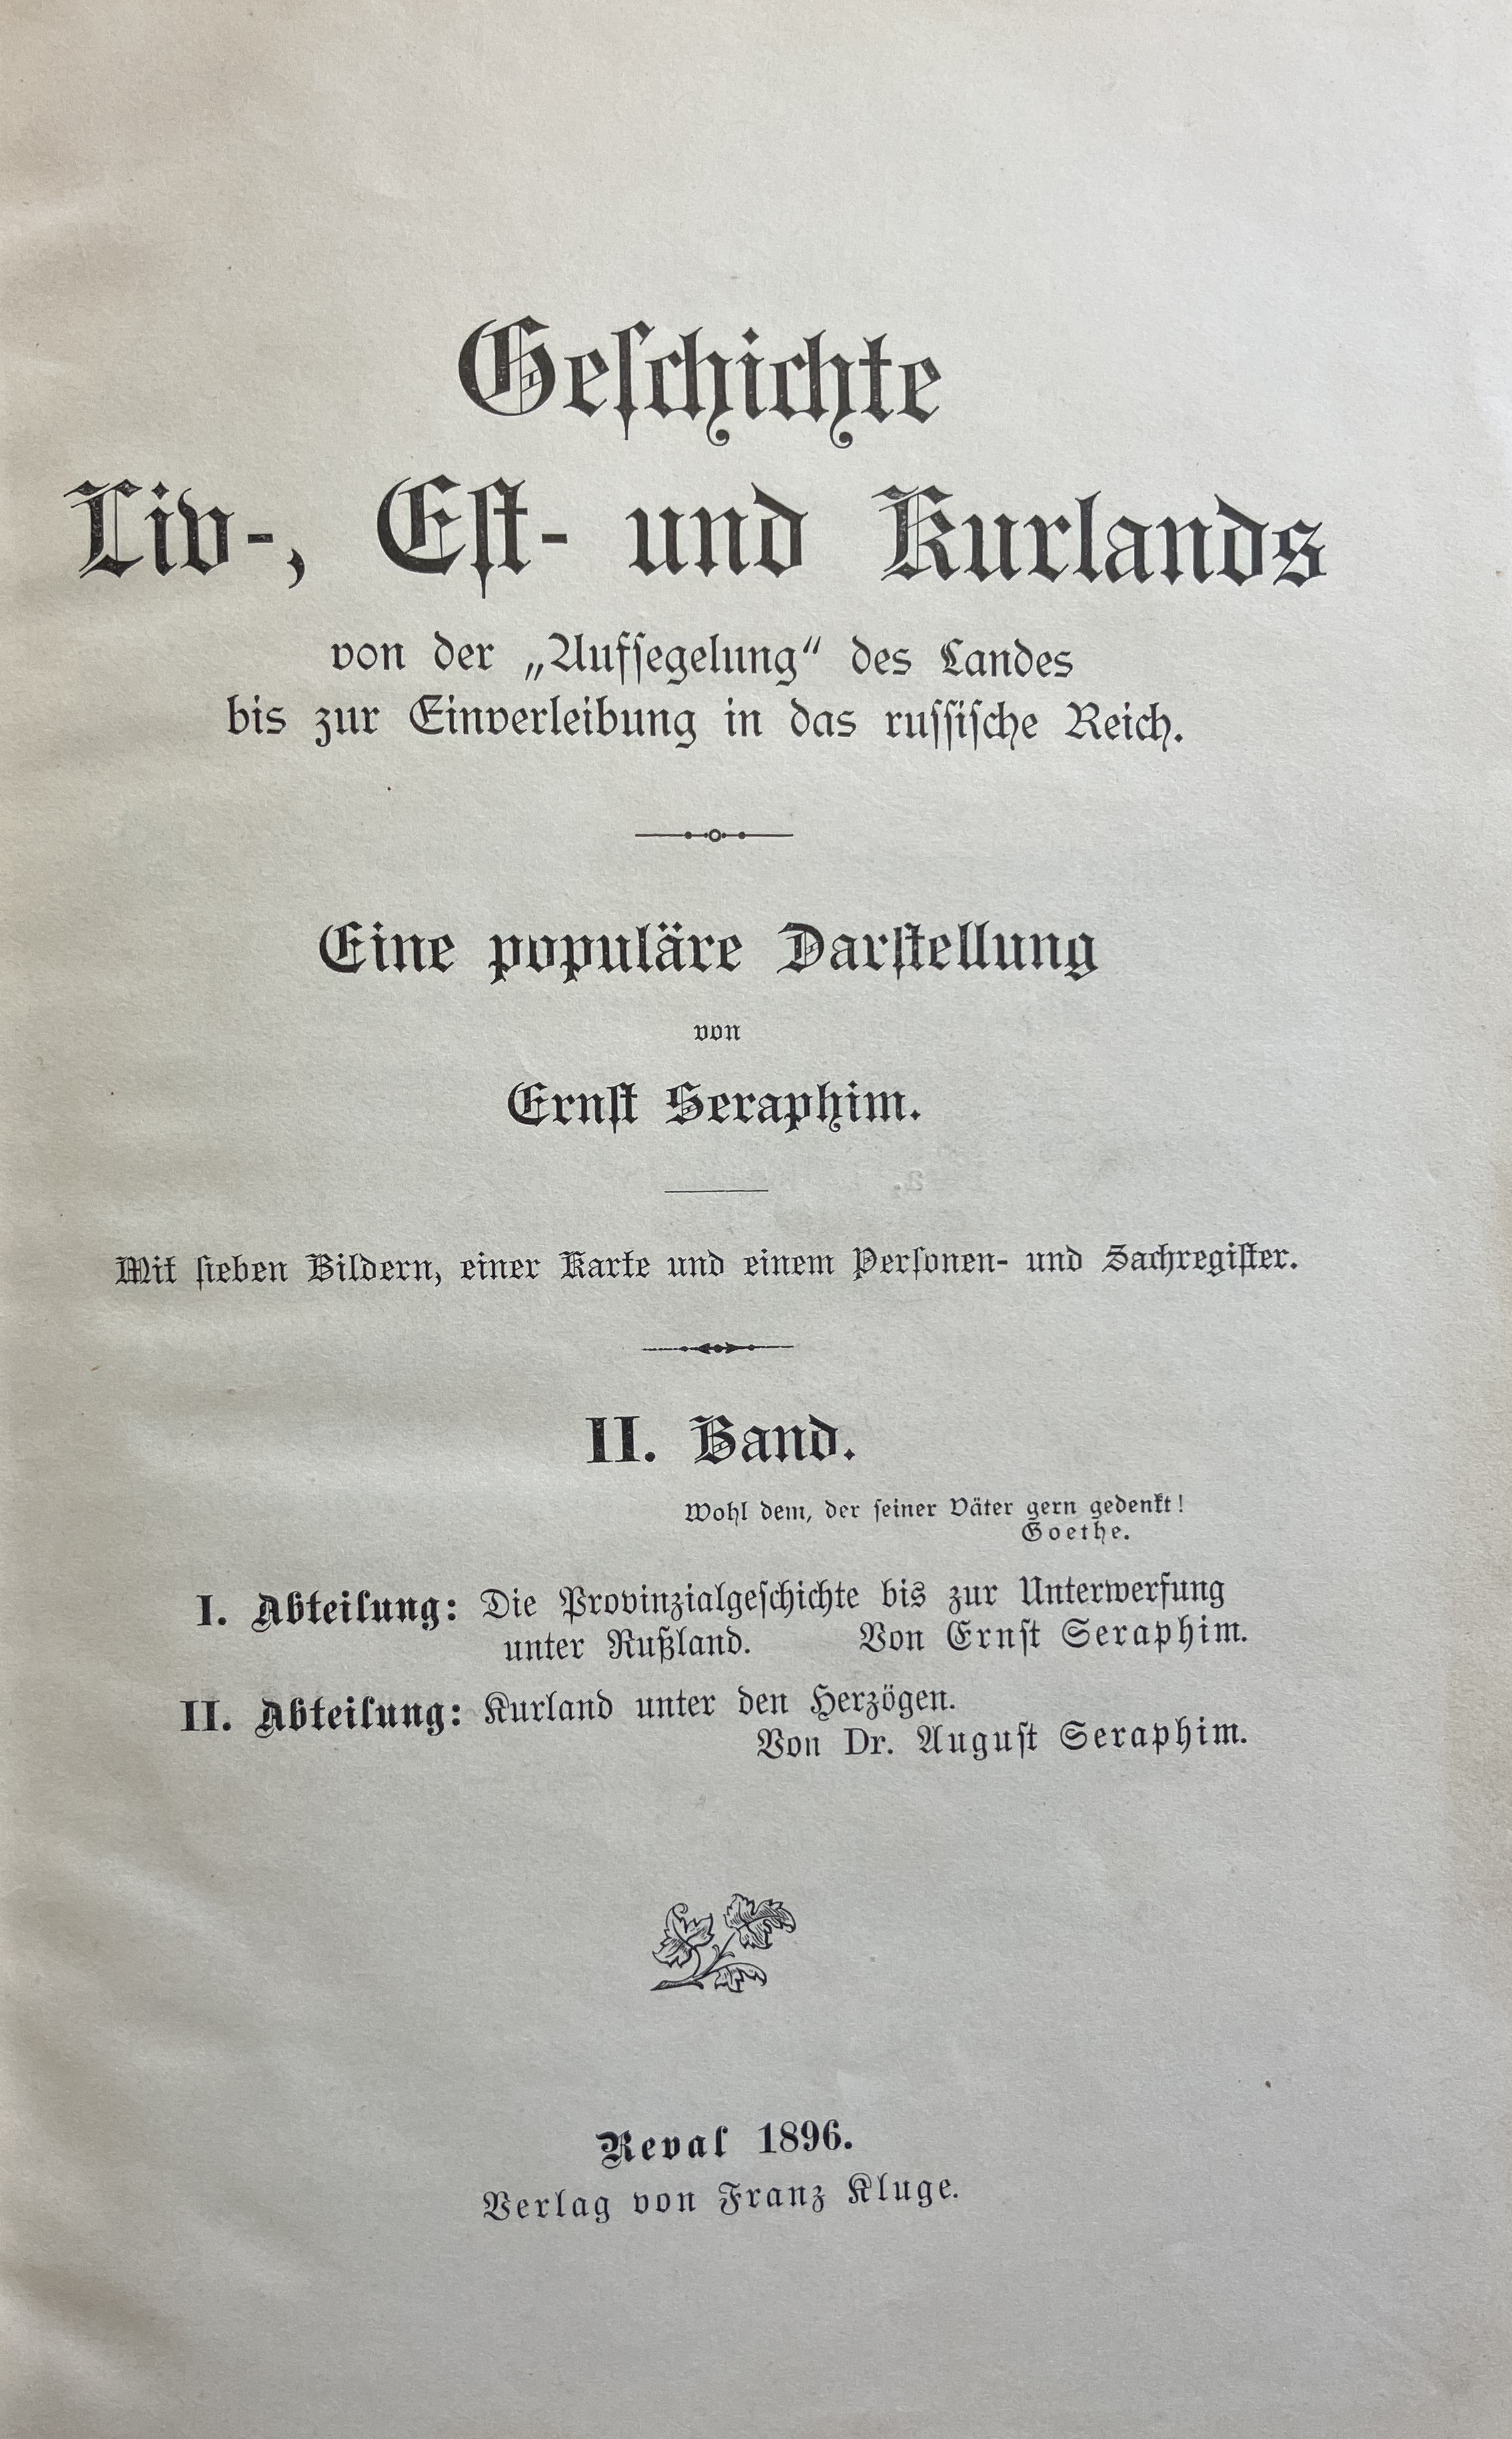 Geſchichte
Liv-, Eſt- und Kurlands
von der „Aufſegelung“ des Landes
bis zur Einverleibung in das ruſſiſche Reich.
Eine populäre Darſtellung
von
Ernſt Seraphim.
Mit ſieben Bildern, einer Karte und einem Perſonen- und Sachregiſter.
II. Band.
Wohl dem, der ſeiner Väter gern gedenkt!
Goethe.
I. Abteilung: Die Provinzialgeſchichte bis zur Unterwerfung
unter Rußland. Von Ernſt Seraphim.
II. Abteilung: Kurland unter den Herzögen.
Von Dr. Auguſt Seraphim.
Reval 1896.
Verlag von Franz Kluge.